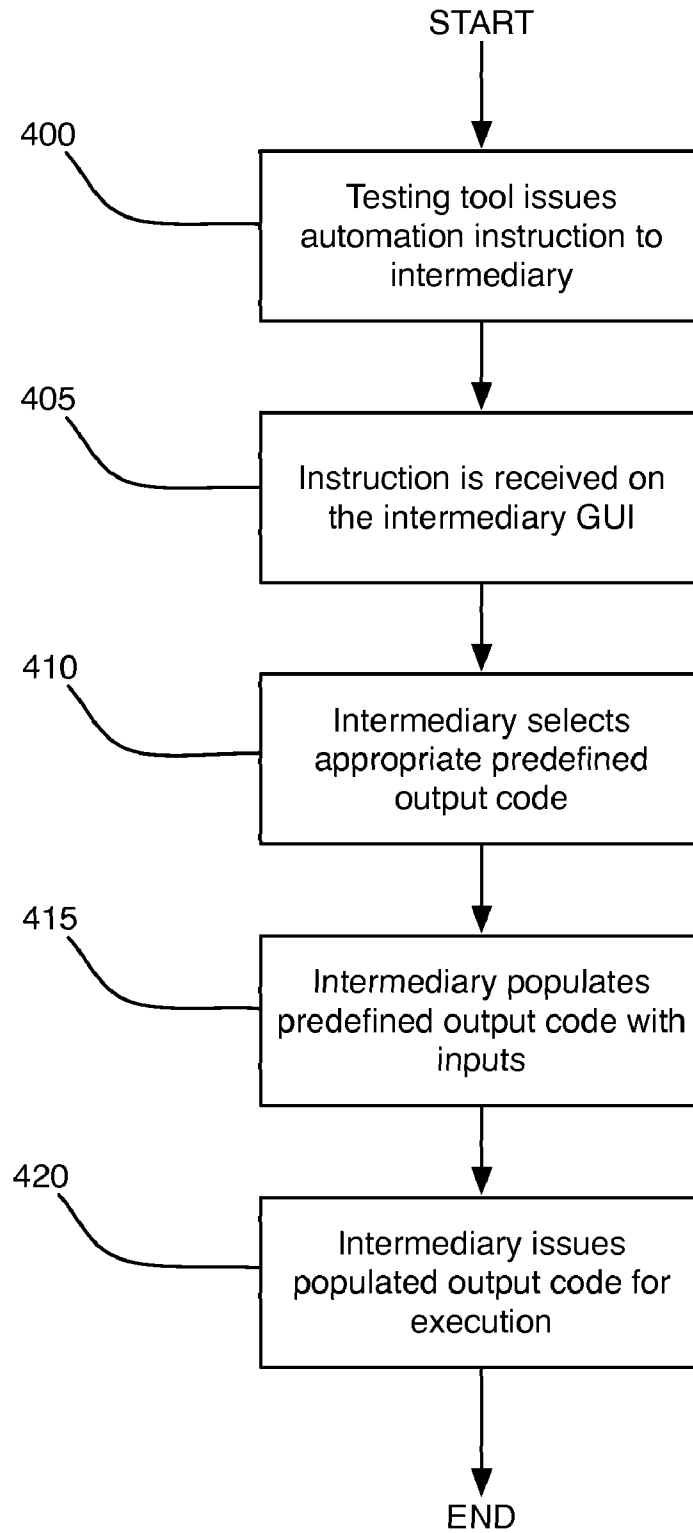 START
400
Testing tool issues
automation instruction to
intermediary
405
Instruction is received on
the intermediary GUI
410
Intermediary selects
appropriate predefined
output code
415
Intermediary populates
predefined output code with
inputs
420
Intermediary issues
populated output code for
execution
END